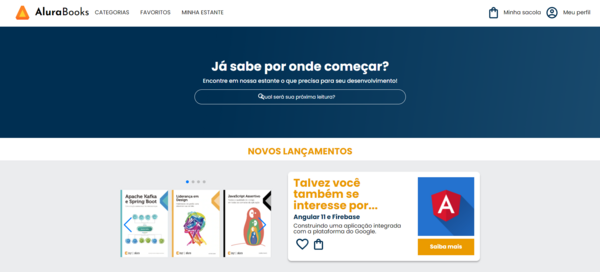 AluraBooks
CATEGORIAS FAVORITOS MINHA ESTANTE
Minha sacola Meu perfil
Já sabe por onde começar?
Encontre em nossa estante o que precisa para seu desenvolvimento!
Qual será sua próxima leitura?
NOVOS LANÇAMENTOS
Apache Kafka
e Spring Boot
Liderança em
Design
JavaScript Assertivo
Talvez você
também se
interesse por...
Angular 11 e Firebase
Construindo uma aplicação integrada
com a plataforma do Google.
A
Saiba mais